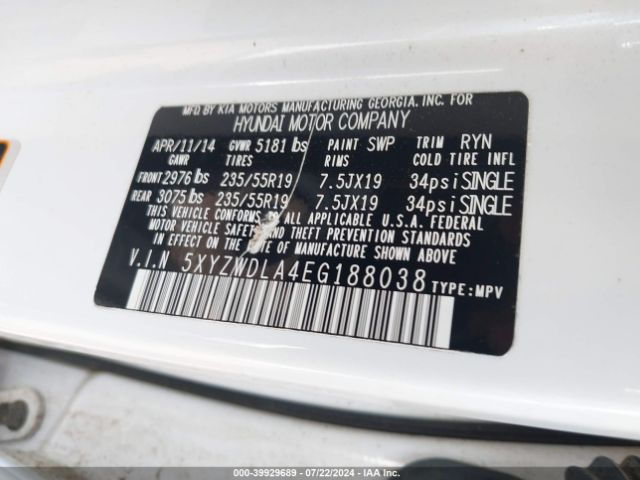 MFD BY KIA MOTORS MANUFACTURING GEORGIA, INC. FOR
HYUNDAI MOTOR COMPANY
APR/11/14 GVWR 5181 lbs PAINT SWP TRIM RYN
GAWR TIRES RIMS COLD TIRE INFL
FRONT 2976 lbs 235/55R19 7.5JX19 34psi SINGLE
REAR 3075 lbs 235/55R19 7.5JX19 34psi SINGLE
THIS VEHICLE CONFORMS TO ALL APPLICABLE U.S.A. FEDERAL
MOTOR VEHICLE SAFETY AND THEFT PREVENTION STANDARDS
IN EFFECT ON THE DATE OF MANUFACTURE SHOWN ABOVE.
V.I.N 5XYZWDLA4EG188038 TYPE:MPV
000-39929689 - 07/22/2024 - IAA Inc.